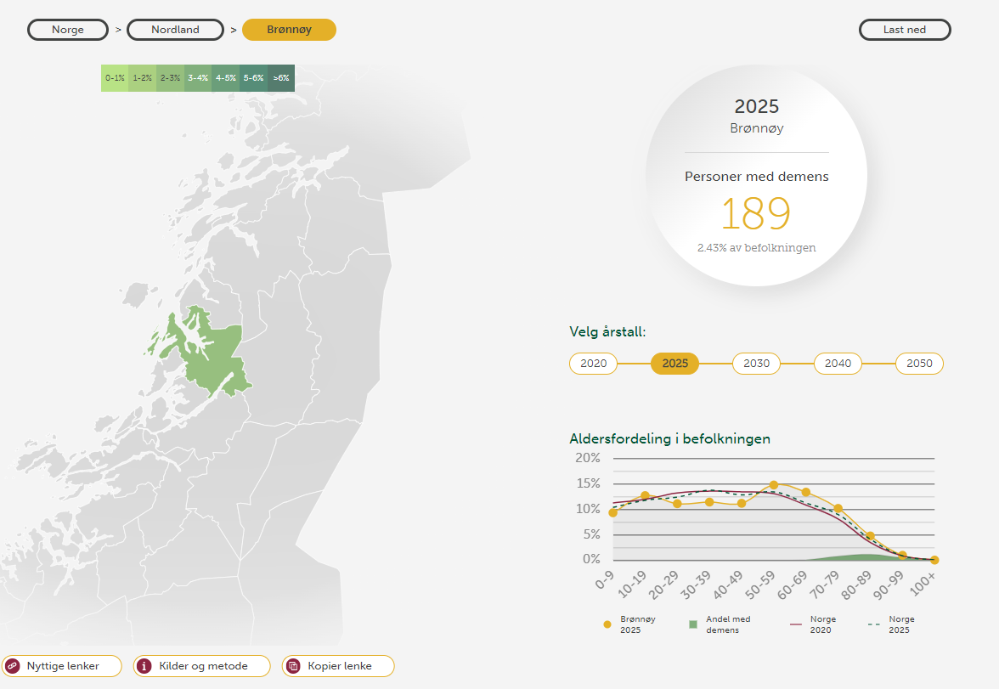 Norge > Nordland > Brønnøy
Last ned
0-1% 1-2% 2-3% 3-4% 4-5% 5-6% >6%
2025
Brønnøy
Personer med demens
189
2.43% av befolkningen
Velg årstall:
2020 2025 2030 2040 2050
Aldersfordeling i befolkningen
20%
15%
10%
5%
0%
0-9 10-19 20-29 30-39 40-49 50-59 60-69 70-79 80-89 90-99 100+
Brønnøy
2025
Andel med
demens
Norge
2020
Norge
2025
Nyttige lenker
Kilder og metode
Kopier lenke